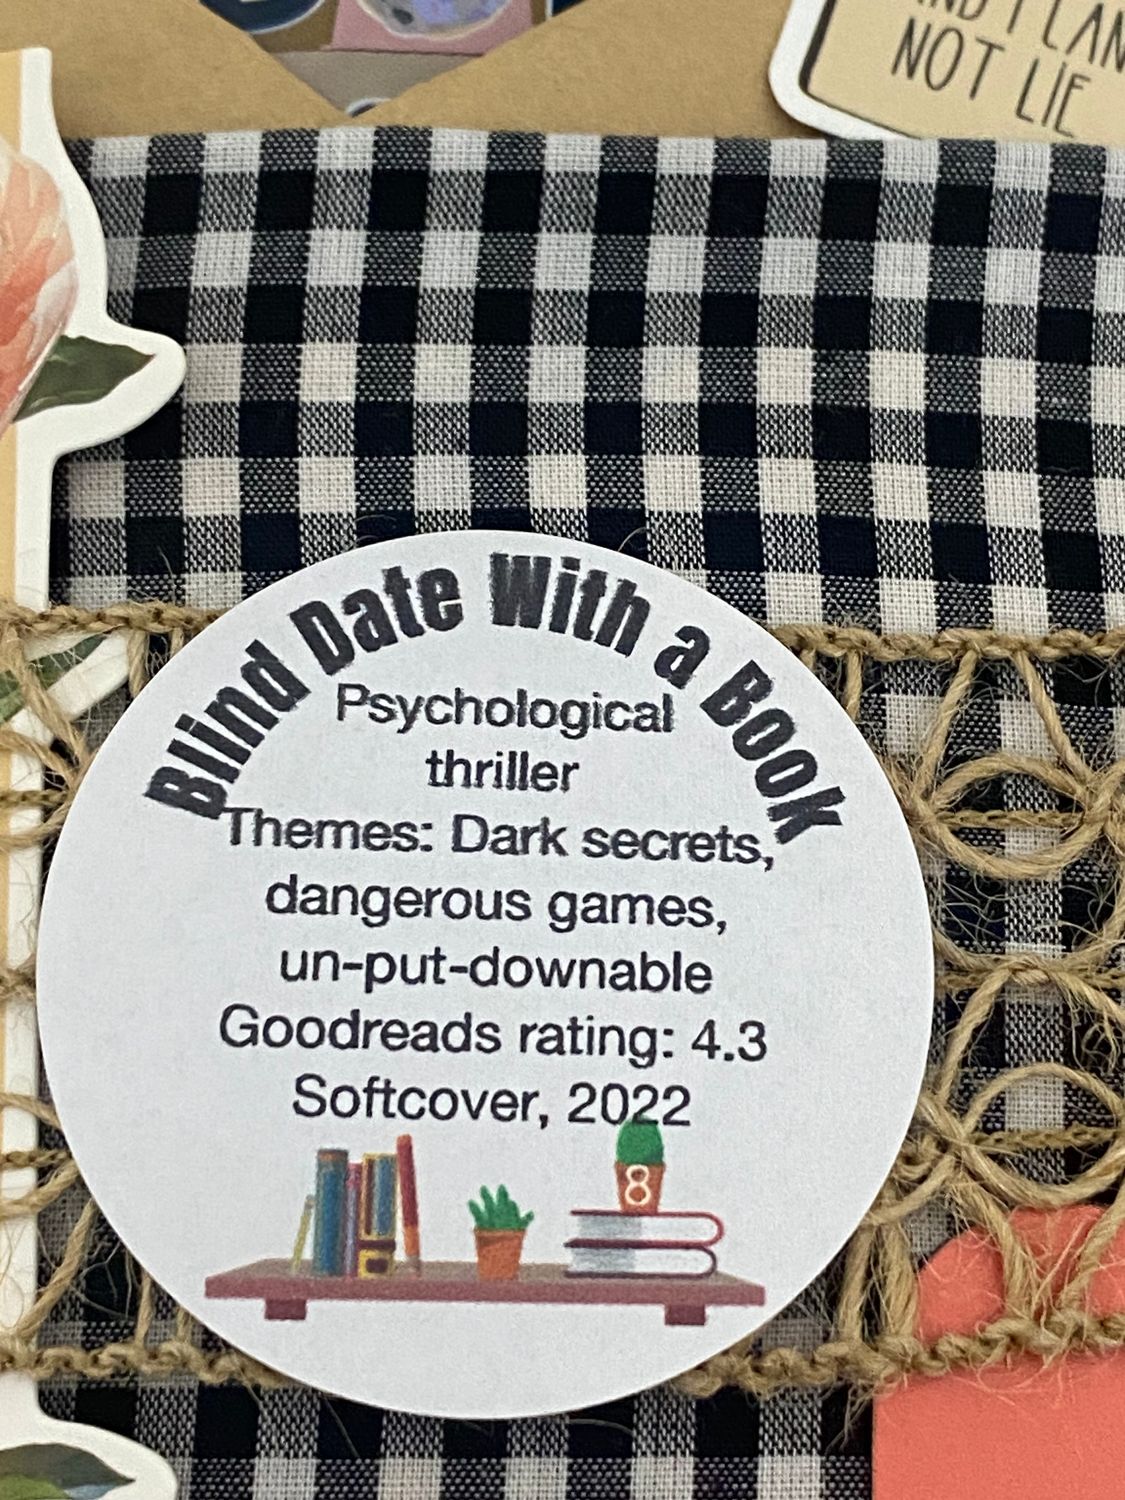 NOT LIE
Blind Date With a Book
Psychological
thriller
Themes: Dark secrets,
dangerous games,
un-put-downable
Goodreads rating: 4.3
Softcover, 2022
8